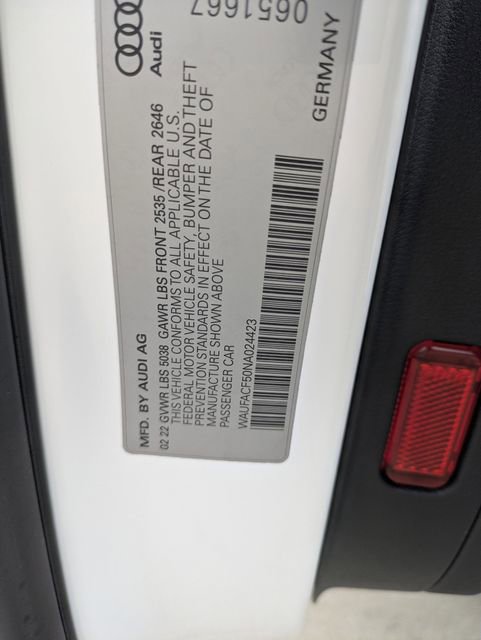 MFD. BY AUDI AG
Audi
02 22 GVWR LBS 5038 GAWR LBS FRONT 2535 /REAR 2646
THIS VEHICLE CONFORMS TO ALL APPLICABLE U.S.
FEDERAL MOTOR VEHICLE SAFETY, BUMPER AND THEFT
PREVENTION STANDARDS IN EFFECT ON THE DATE OF
MANUFACTURE SHOWN ABOVE
PASSENGER CAR
WAUFACF50NA024423
GERMANY
0651667